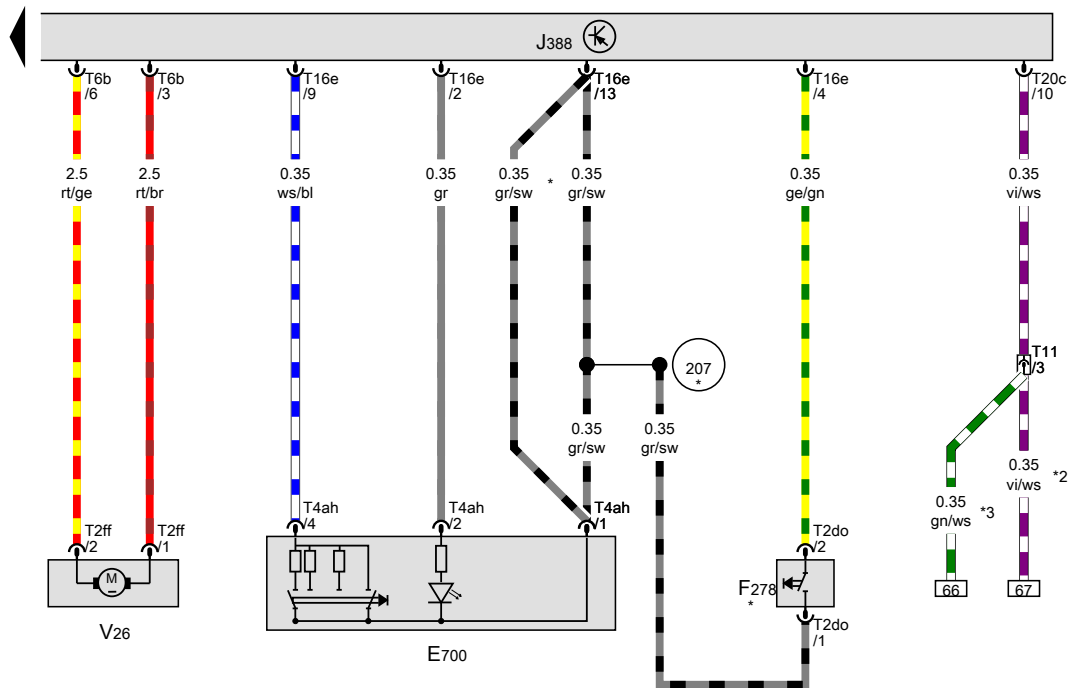 J388
T6b
/6
T6b
/3
T16e
/9
T16e
/2
T16e
/13
T16e
/4
T20c
/10
2.5
rt/ge
2.5
rt/br
0.35
ws/bl
0.35
gr
0.35
gr/sw
*
0.35
gr/sw
0.35
ge/gn
0.35
vi/ws
T11
/3
207
*
0.35
gr/sw
0.35
gr/sw
0.35
vi/ws
*2
0.35
gn/ws
*3
T2ff
/2
T2ff
/1
T4ah
/4
T4ah
/2
T4ah
/1
T2do
/2
M
F278
*
66
67
T2do
/1
V26
E700